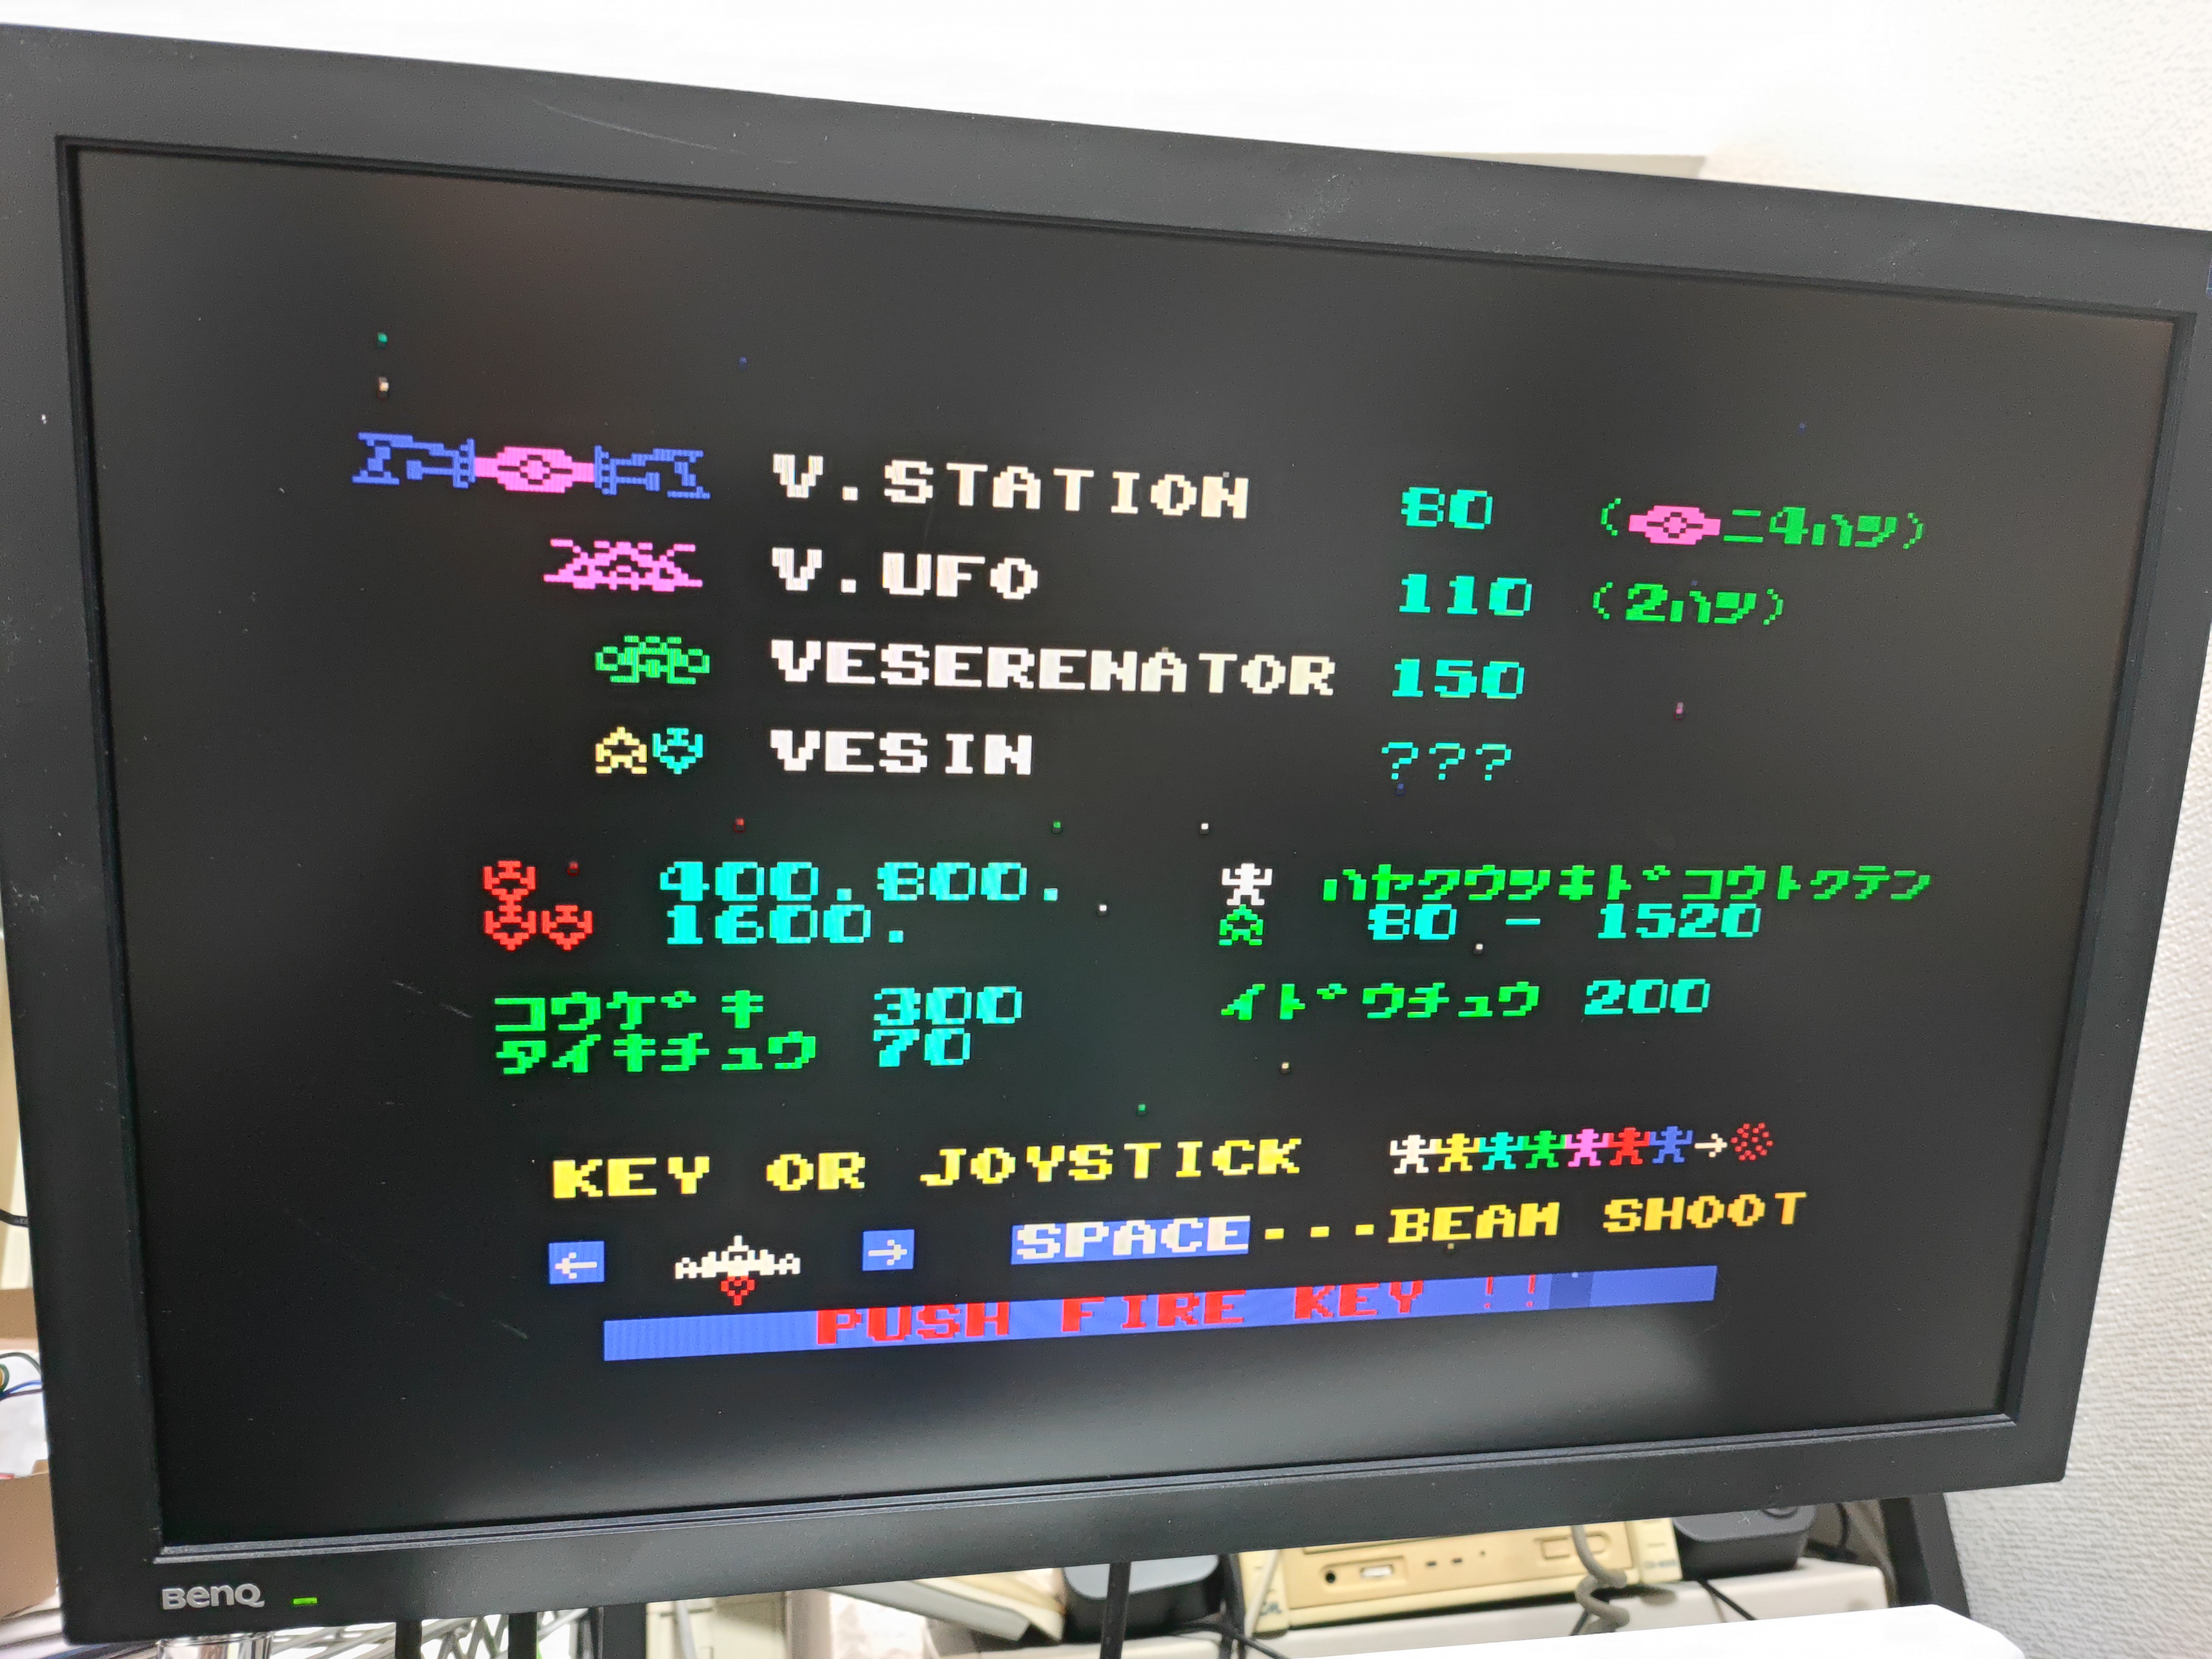 V.STATION 80 (ニ4ハツ)
V.UFO 110 (2ハツ)
VESERENATOR 150
VESIN ???
400.800.
1600.
ハヤクウツホドコウトクテン
80 - 1520
コウゲキ 300
タイキチュウ 70
イドウチュウ 200
KEY OR JOYSTICK →
← → SPACE---BEAM SHOOT
PUSH FIRE KEY !!
BenQ